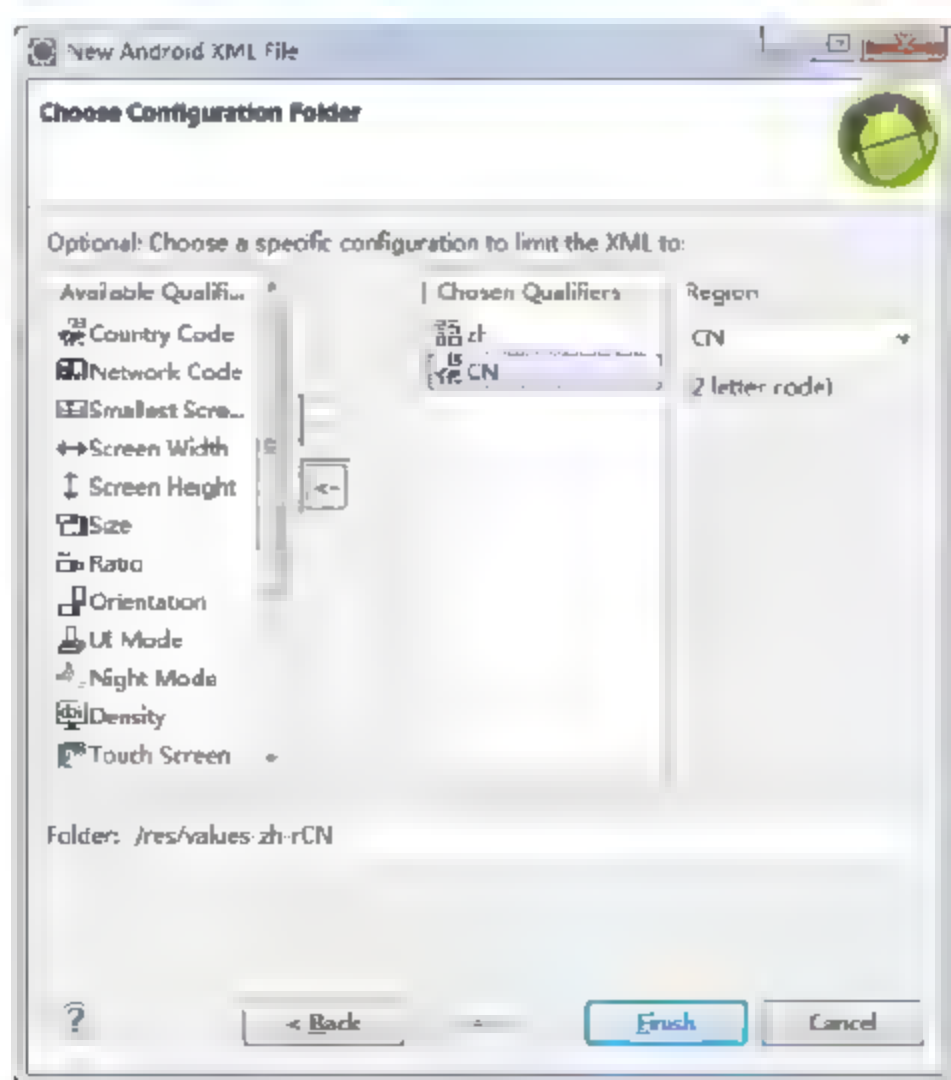 New Android XML File
Choose Configuration Folder
Optional: Choose a specific configuration to limit the XML to:
Available Qualifi...
Chosen Qualifiers
Region
Country Code
zh
CN
Network Code
CN
2 letter code)
Smallest Scre...
Screen Width
Screen Height
<-
Size
Ratio
Orientation
UI Mode
Night Mode
Density
Touch Screen
Folder: /res/values-zh-rCN
?
< Back
Finish
Cancel